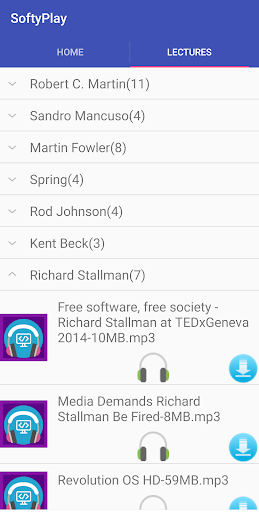 SoftyPlay
HOME
LECTURES
Robert C. Martin(11)
Sandro Mancuso(4)
Martin Fowler(8)
Spring(4)
Rod Johnson(4)
Kent Beck(3)
Richard Stallman(7)
Free software, free society -
Richard Stallman at TEDxGeneva
2014-10MB.mp3
Media Demands Richard
Stallman Be Fired-8MB.mp3
Revolution OS HD-59MB.mp3